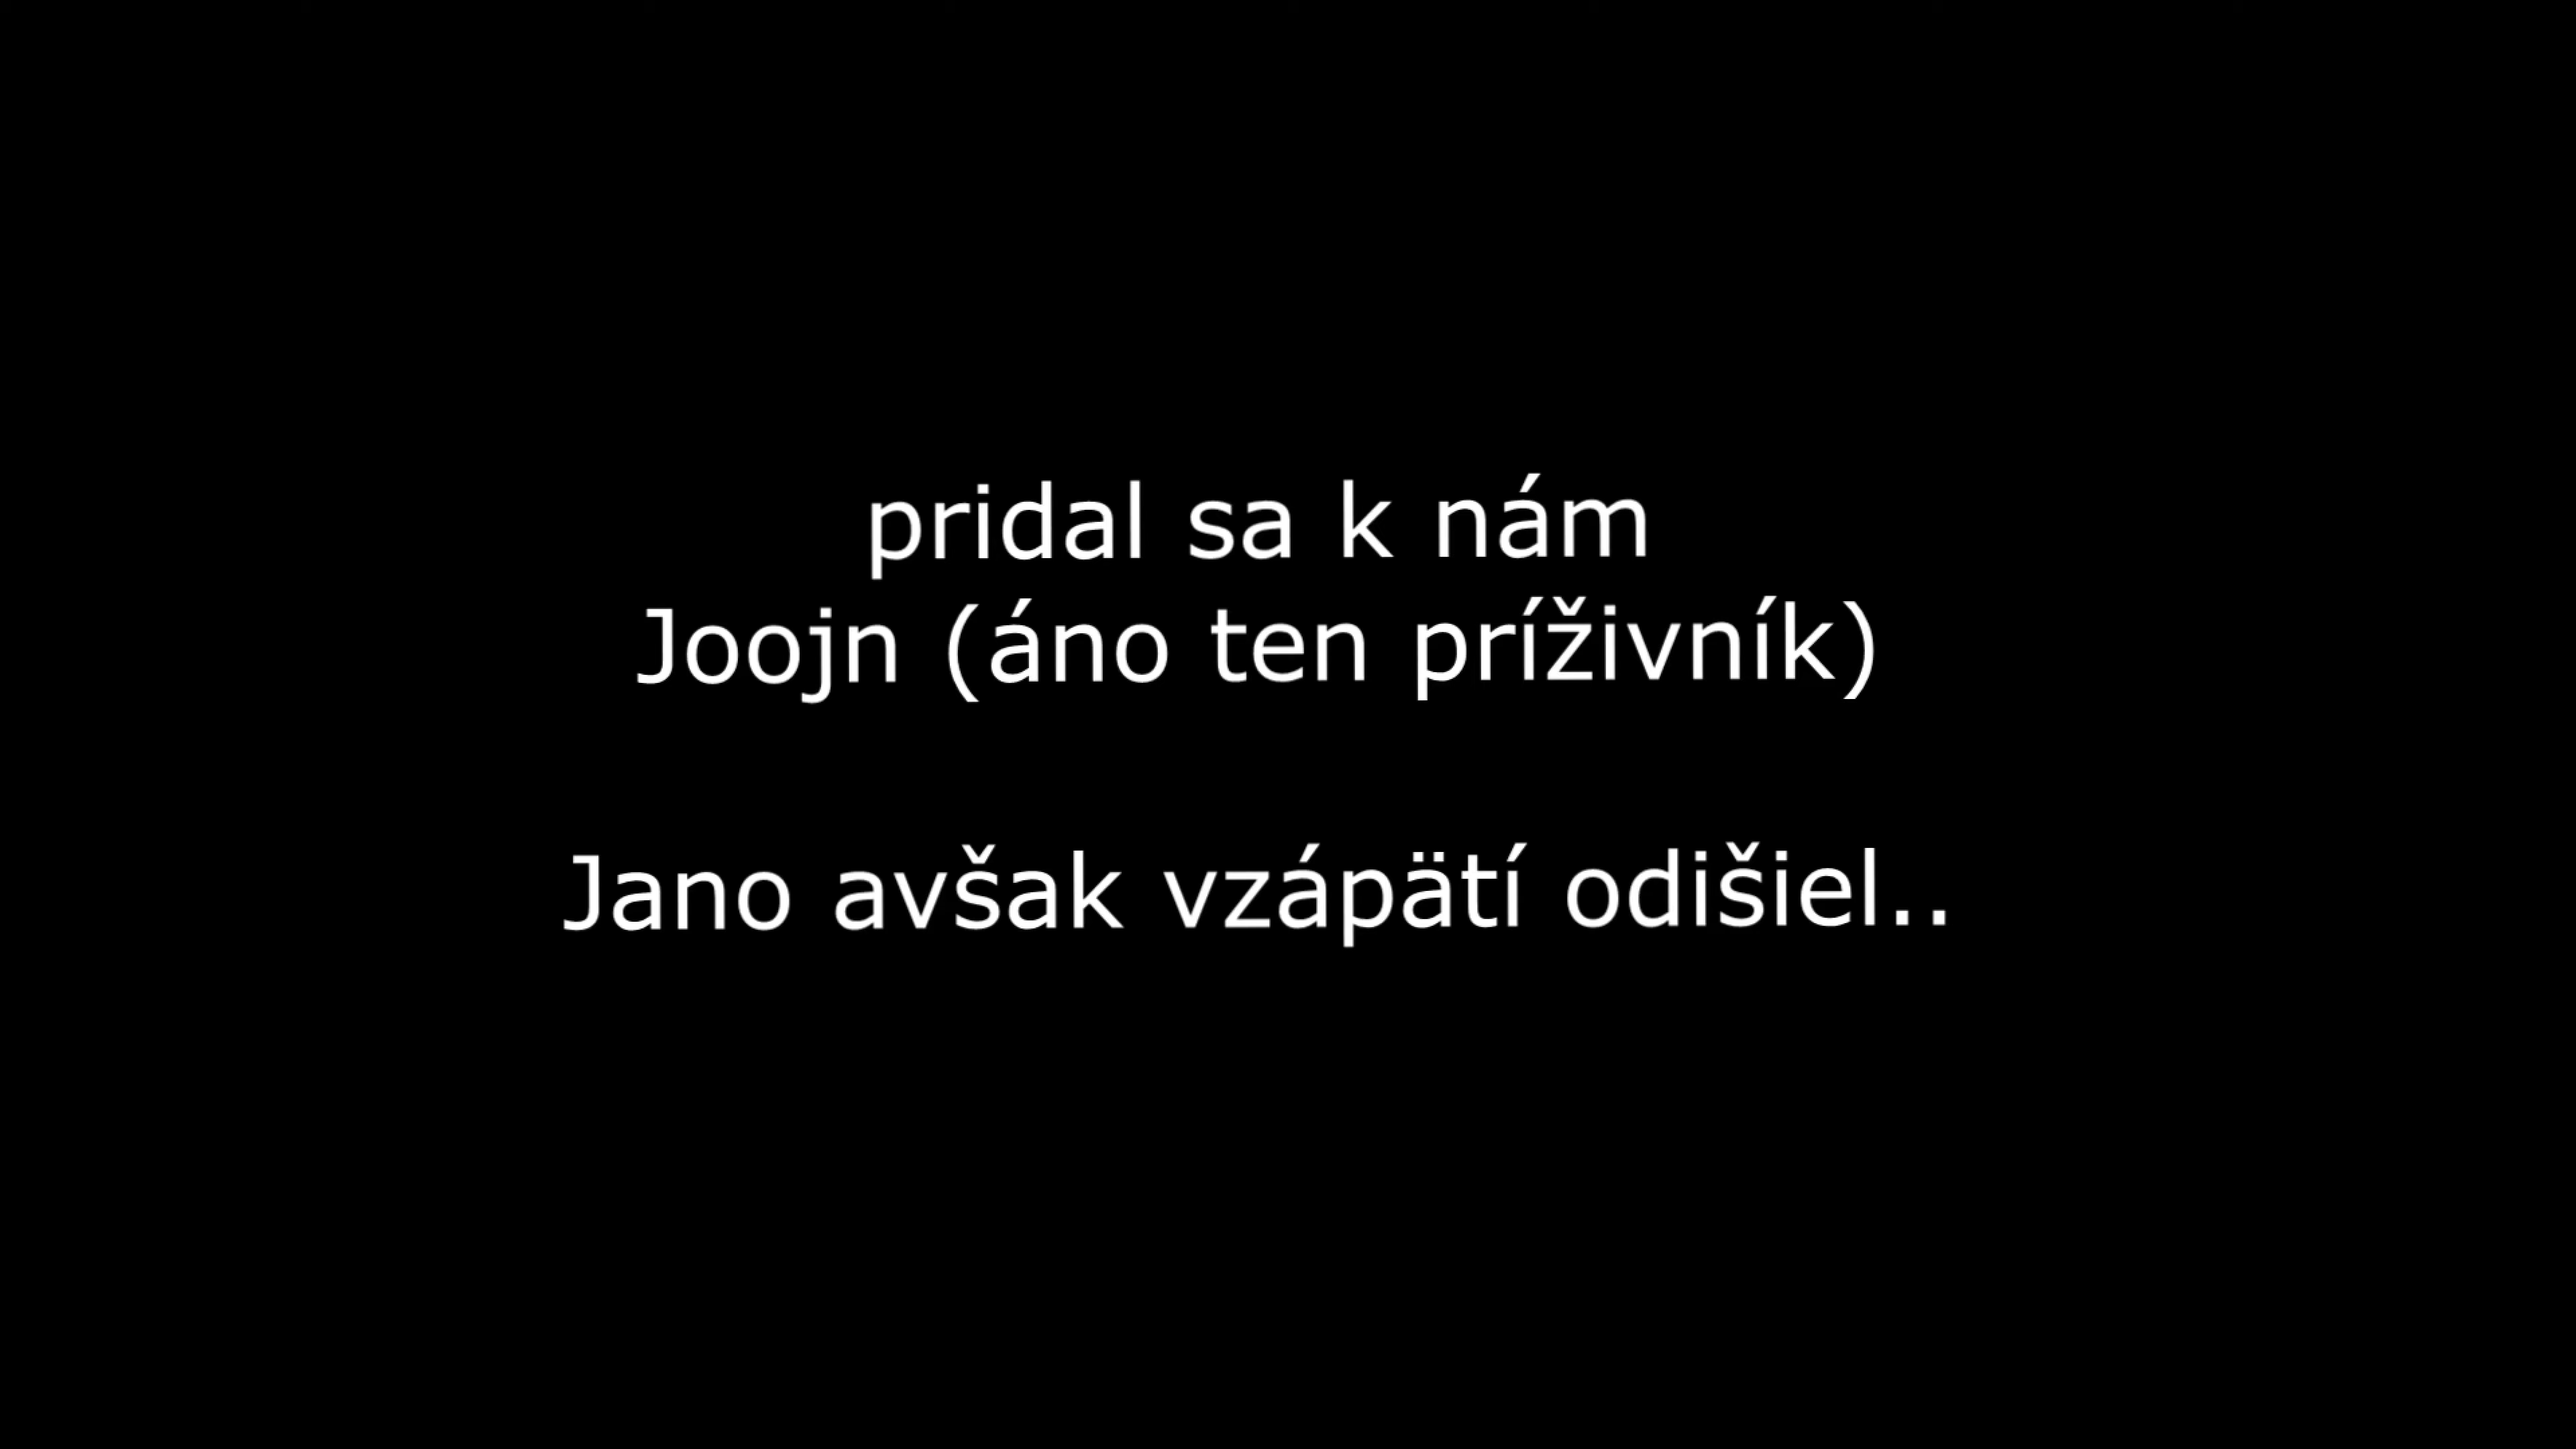 pridal sa k nám
Joojn (áno ten príživník)
Jano avšak vzápätí odišiel..